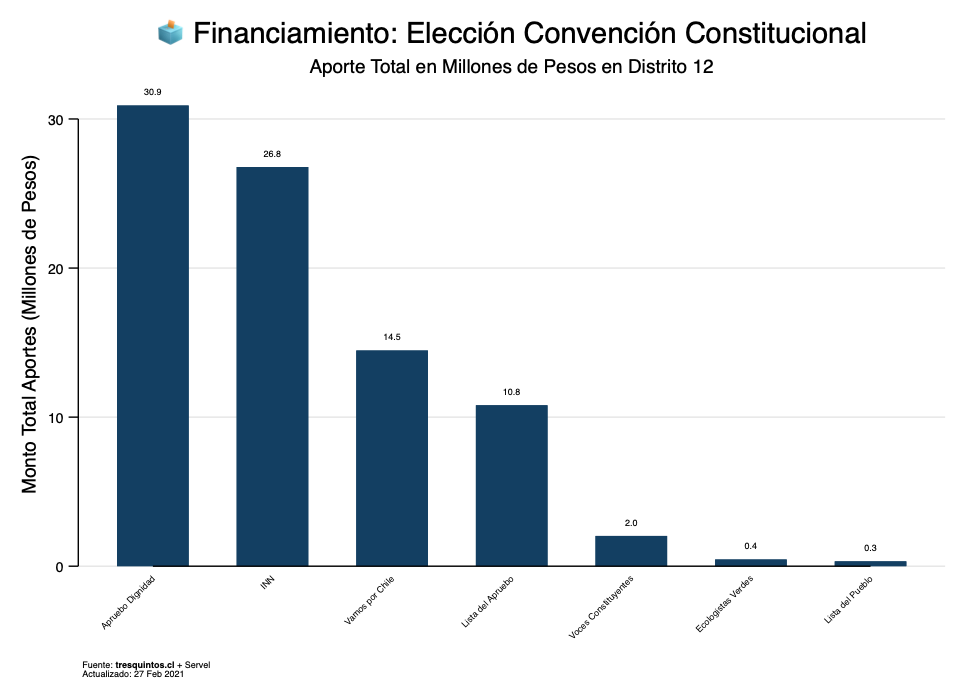 Financiamiento: Elección Convención Constitucional
Aporte Total en Millones de Pesos en Distrito 12
Monto Total Aportes (Millones de Pesos)
30
20
10
0
30.9
26.8
14.5
10.8
2.0
0.4
0.3
Apruebo Dignidad
INN
Vamos por Chile
Lista del Apruebo
Voces Constituyentes
Ecologistas Verdes
Lista del Pueblo
Fuente: tresquintos.cl + Servel
Actualizado: 27 Feb 2021